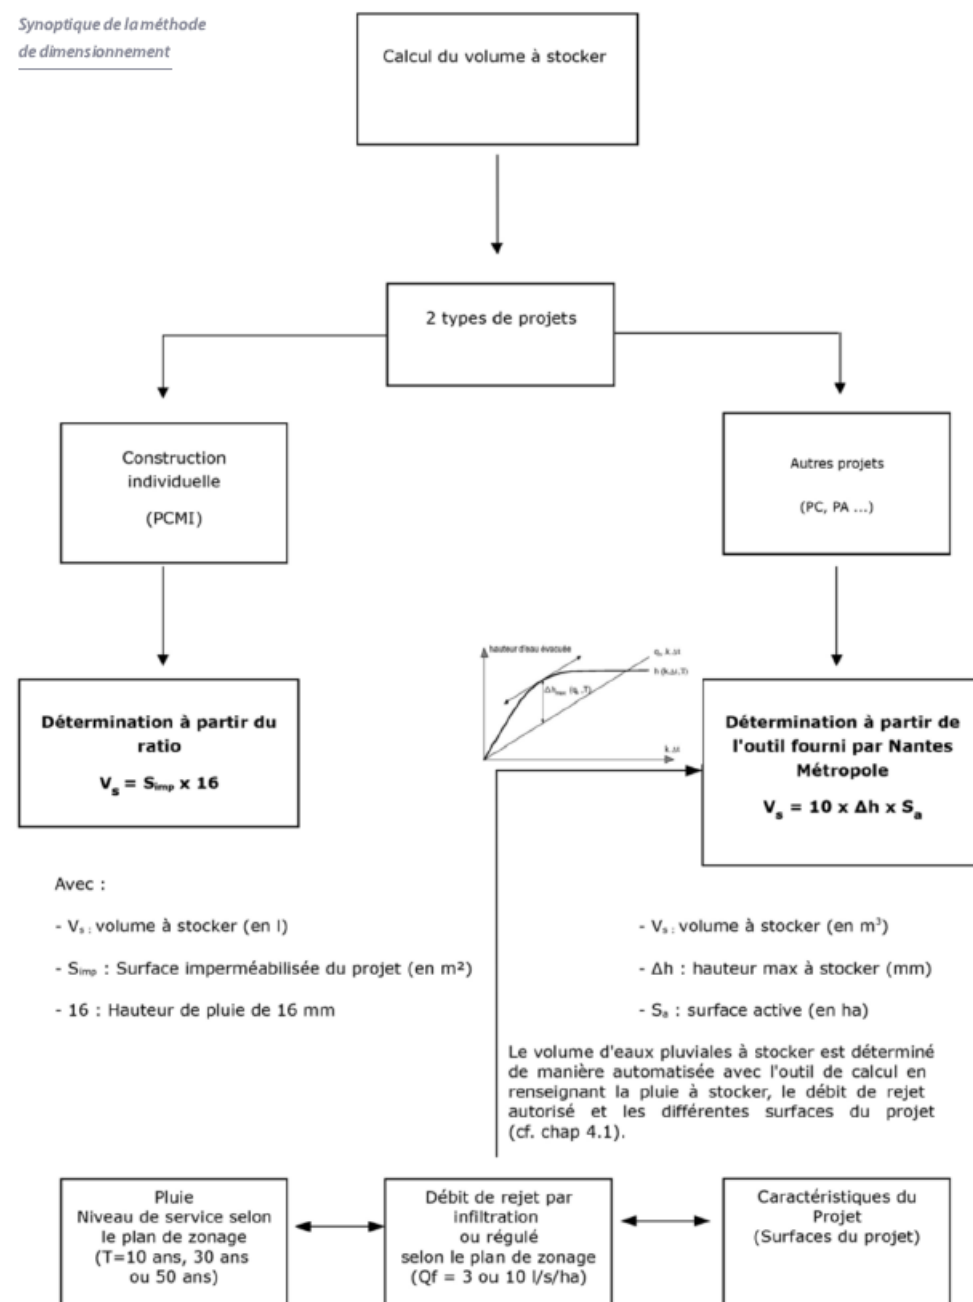 Synoptique de la méthode
de dimensionnement
Calcul du volume à stocker
2 types de projets
Construction
individuelle
(PCMI)
Autres projets
(PC, PA ...)
hauteur d'eau évacuée
k.Δt
Détermination à partir du
ratio
Vs = Simp x 16
Détermination à partir de
l'outil fourni par Nantes
Métropole
Vs = 10 x Δh x Sa
Avec :
- Vs : volume à stocker (en l)
- Simp : Surface imperméabilisée du projet (en m²)
- 16 : Hauteur de pluie de 16 mm
- Vs : volume à stocker (en m³)
- Δh : hauteur max à stocker (mm)
- Sa : surface active (en ha)
Le volume d'eaux pluviales à stocker est déterminé
de manière automatisée avec l'outil de calcul en
renseignant la pluie à stocker, le débit de rejet
autorisé et les différentes surfaces du projet
(cf. chap 4.1).
Pluie
Niveau de service selon
le plan de zonage
(T=10 ans, 30 ans
ou 50 ans)
Débit de rejet par
infiltration
ou régulé
selon le plan de zonage
(Qf = 3 ou 10 l/s/ha)
Caractéristiques du
Projet
(Surfaces du projet)